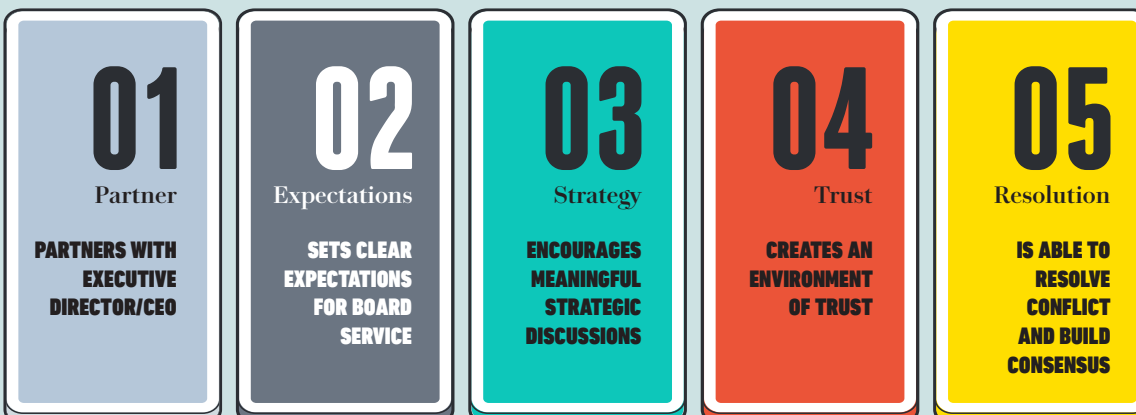 01
Partner
PARTNERS WITH
EXECUTIVE
DIRECTOR/CEO
02
Expectations
SETS CLEAR
EXPECTATIONS
FOR BOARD
SERVICE
03
Strategy
ENCOURAGES
MEANINGFUL
STRATEGIC
DISCUSSIONS
04
Trust
CREATES AN
ENVIRONMENT
OF TRUST
05
Resolution
IS ABLE TO
RESOLVE
CONFLICT
AND BUILD
CONSENSUS